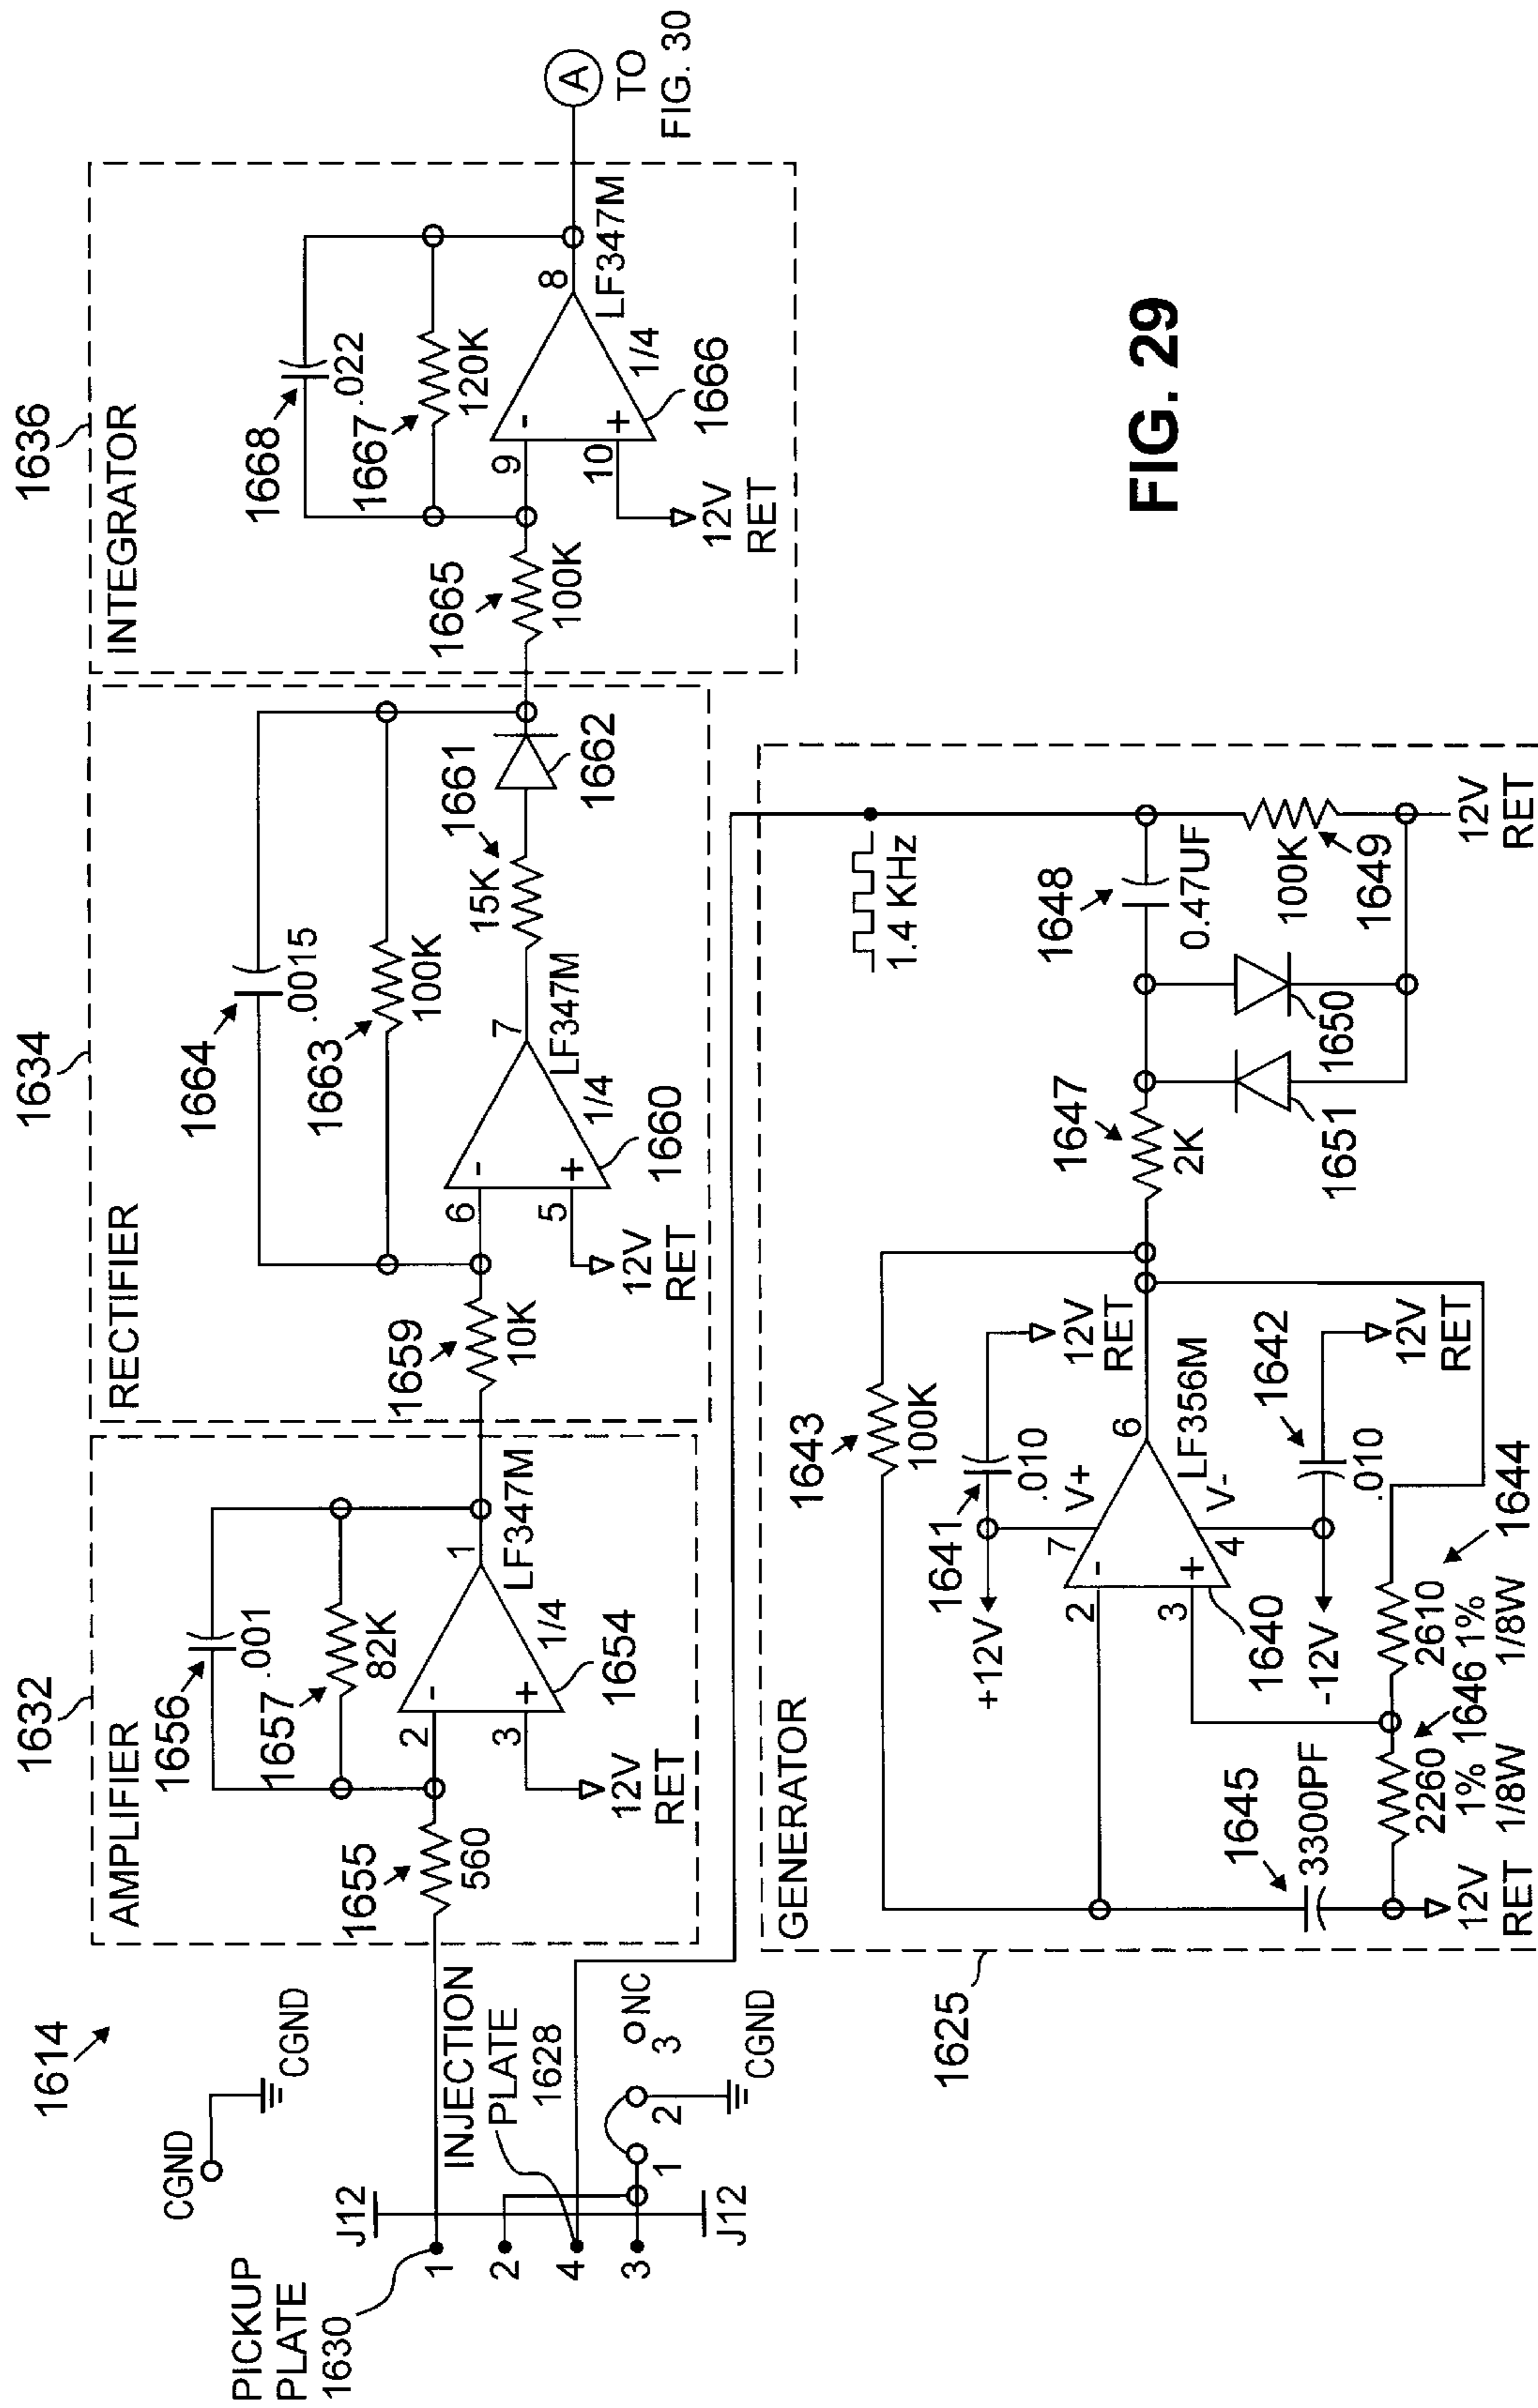 1614
CGND
CGND
PICKUP
PLATE
1630
J12
1
2
4
3
J12
INJECTION
PLATE
1628
1
2
3
NC
CGND
1632
AMPLIFIER
1656
.001
1657
82K
1655
560
2
-
3
+
1
LF347M
1/4
1654
12V
RET
1634
RECTIFIER
1664
.0015
1663
100K
1659
10K
6
-
5
+
7
LF347M
1/4
1660
12V
RET
15K
1661
1662
1636
INTEGRATOR
1668
.022
1667
120K
1665
100K
9
-
10
+
8
LF347M
1/4
1666
12V
RET
A
TO
FIG. 30
1625
GENERATOR
1643
100K
1641
.010
+12V
12V
RET
7
V+
2
-
3
+
6
LF356M
4
V-
1640
1642
.010
-12V
12V
RET
1645
3300PF
2260
1%
1/8W
1646
2610
1%
1/8W
1644
12V
RET
1647
2K
1651
1650
1648
0.47UF
1.4 KHz
100K
1649
12V
RET
FIG. 29